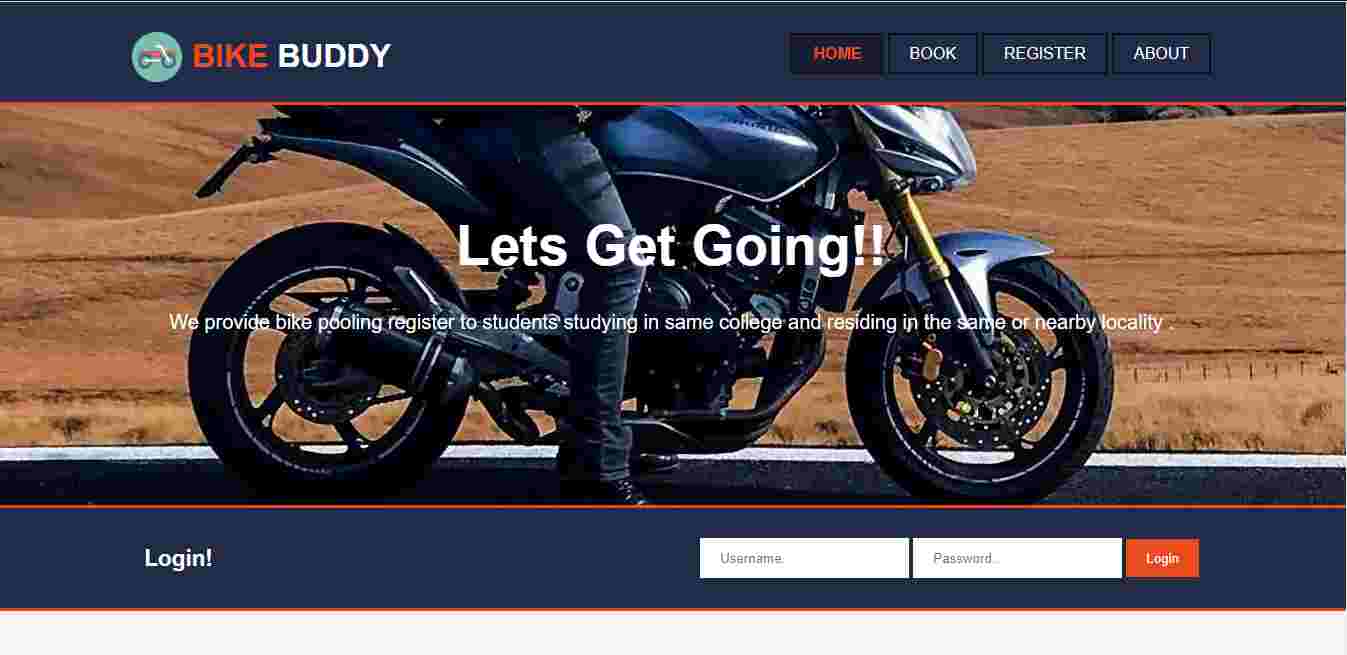 BIKE BUDDY
HOME BOOK REGISTER ABOUT
Lets Get Going!!
We provide bike pooling register to students studying in same college and residing in the same or nearby locality .
Login!
Username.
Password..
Login